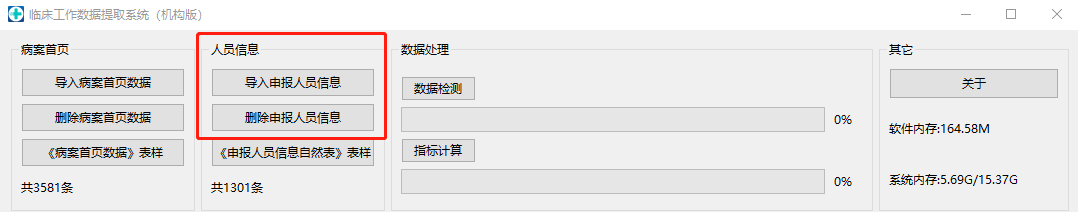 临床工作数据提取系统（机构版）
病案首页
导入病案首页数据
删除病案首页数据
《病案首页数据》表样
共3581条
人员信息
导入申报人员信息
删除申报人员信息
《申报人员信息自然表》表样
共1301条
数据处理
数据检测
0%
指标计算
0%
其它
关于
软件内存:164.58M
系统内存:5.69G/15.37G